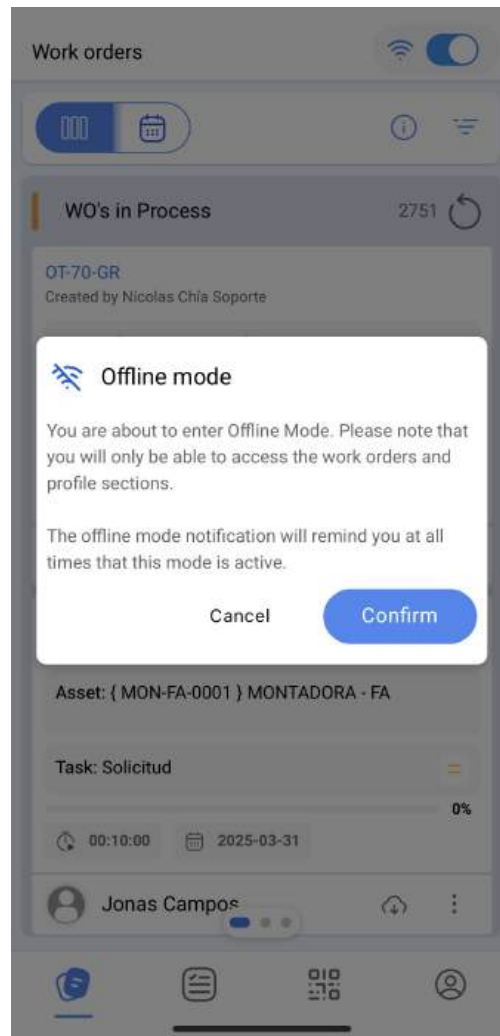 Work orders
WO's in Process
2751
OT-70-GR
Created by Nicolas Chía Soporte
Offline mode
You are about to enter Offline Mode. Please note that
you will only be able to access the work orders and
profile sections.
The offline mode notification will remind you at all
times that this mode is active.
Cancel
Confirm
Asset: { MON-FA-0001 } MONTADORA - FA
Task: Solicitud
0%
00:10:00
2025-03-31
Jonas Campos